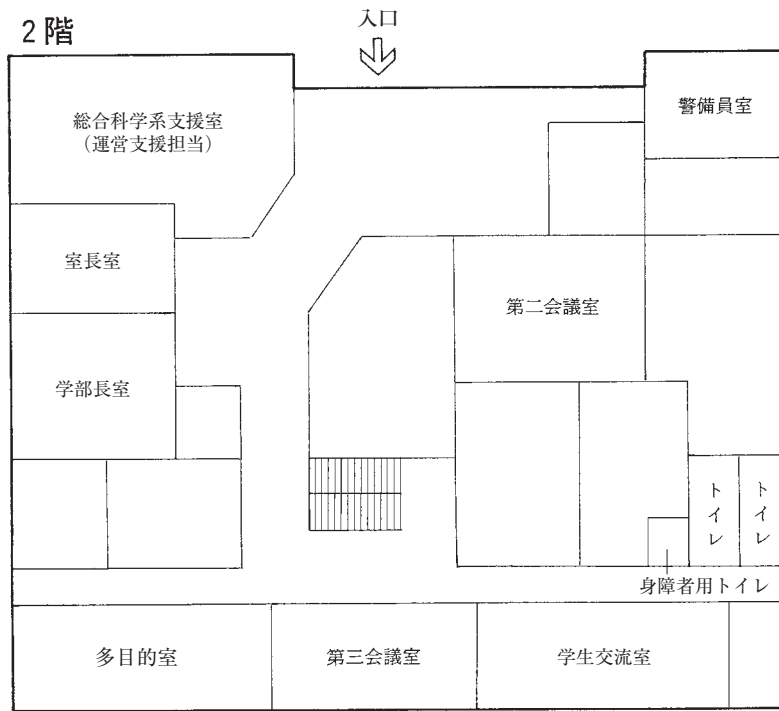 2階
入口
総合科学系支援室
(運営支援担当)
警備員室
室長室
第二会議室
学部長室
トイレ
トイレ
身障者用トイレ
多目的室
第三会議室
学生交流室